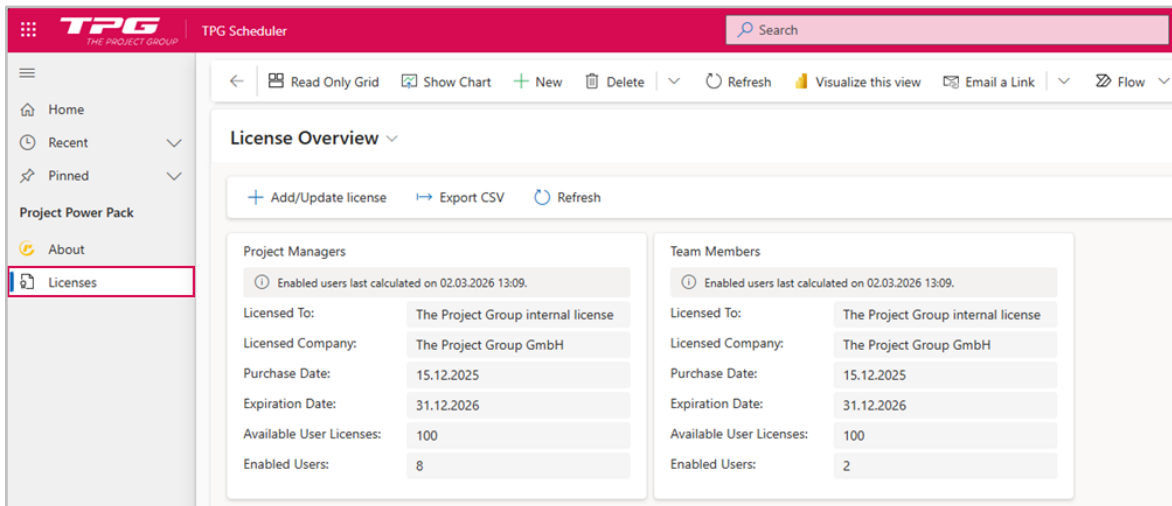 TPG
THE PROJECT GROUP
TPG Scheduler
Search
Read Only Grid
Show Chart
New
Delete
Refresh
Visualize this view
Email a Link
Flow
Home
Recent
Pinned
Project Power Pack
About
Licenses
License Overview
Add/Update license
Export CSV
Refresh
Project Managers
Enabled users last calculated on 02.03.2026 13:09.
Licensed To: The Project Group internal license
Licensed Company: The Project Group GmbH
Purchase Date: 15.12.2025
Expiration Date: 31.12.2026
Available User Licenses: 100
Enabled Users: 8
Team Members
Enabled users last calculated on 02.03.2026 13:09.
Licensed To: The Project Group internal license
Licensed Company: The Project Group GmbH
Purchase Date: 15.12.2025
Expiration Date: 31.12.2026
Available User Licenses: 100
Enabled Users: 2